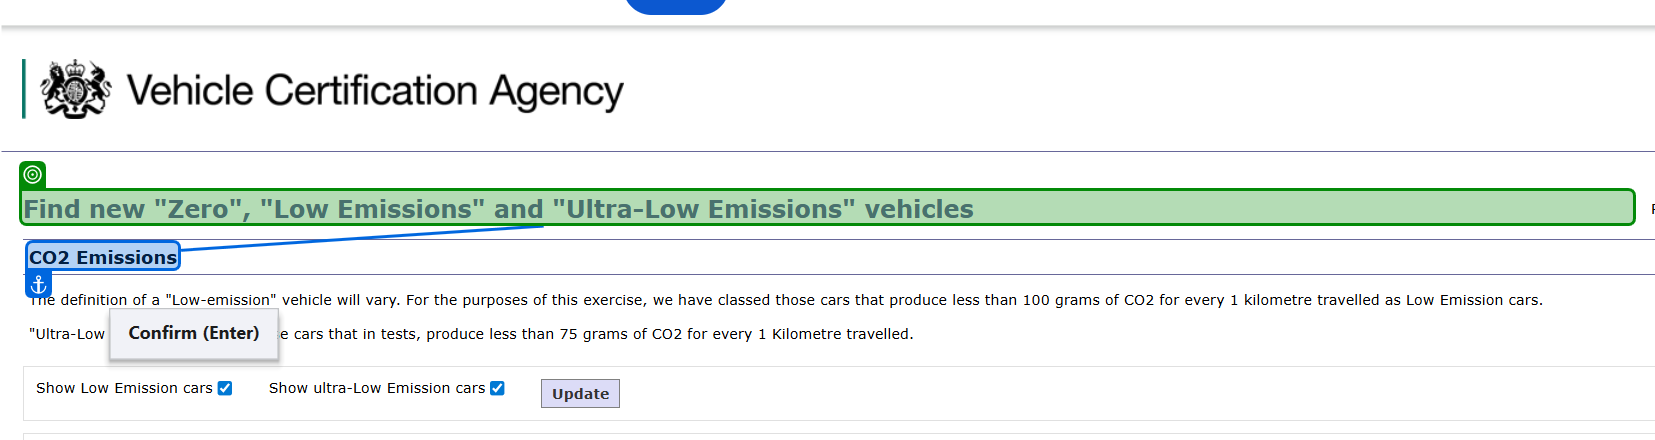 Vehicle Certification Agency
Find new "Zero", "Low Emissions" and "Ultra-Low Emissions" vehicles
CO2 Emissions
The definition of a "Low-emission" vehicle will vary. For the purposes of this exercise, we have classed those cars that produce less than 100 grams of CO2 for every 1 kilometre travelled as Low Emission cars.
"Ultra-Low
Confirm (Enter)
cars that in tests, produce less than 75 grams of CO2 for every 1 Kilometre travelled.
Show Low Emission cars
Show ultra-Low Emission cars
Update